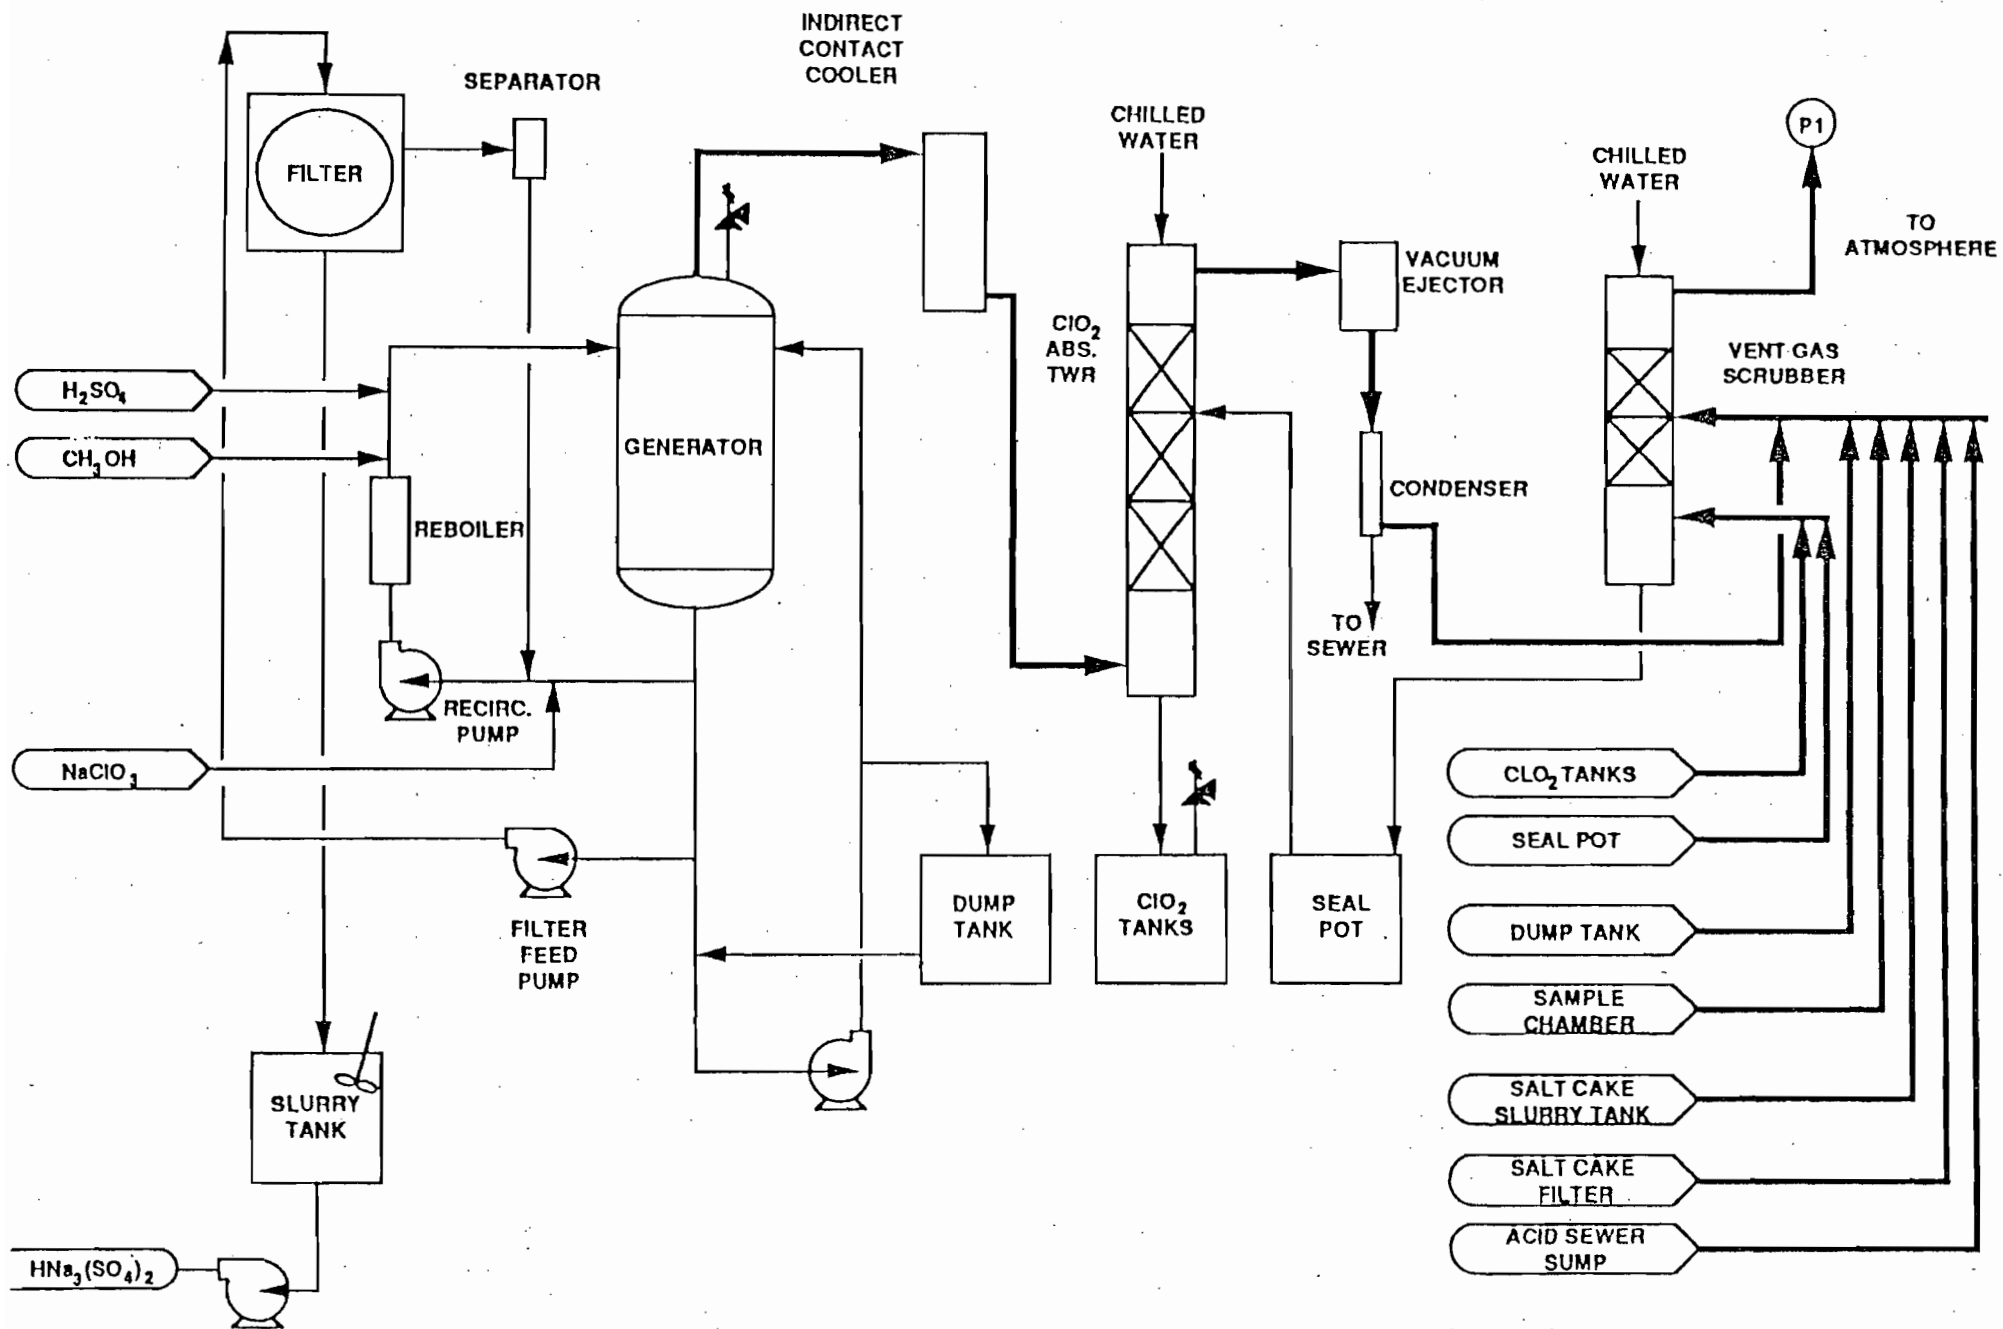 INDIRECT
CONTACT
COOLER
SEPARATOR
FILTER
CHILLED
WATER
P1
CHILLED
WATER
TO
ATMOSPHERE
VACUUM
EJECTOR
ClO₂
ABS.
TWR
VENT GAS
SCRUBBER
H₂SO₄
CH₃OH
GENERATOR
REBOILER
CONDENSER
TO
SEWER
RECIRC.
PUMP
NaClO₃
CLO₂ TANKS
SEAL POT
FILTER
FEED
PUMP
DUMP
TANK
ClO₂
TANKS
SEAL
POT
DUMP TANK
SAMPLE
CHAMBER
SLURRY
TANK
SALT CAKE
SLURRY TANK
SALT CAKE
FILTER
ACID SEWER
SUMP
HNa₃(SO₄)₂